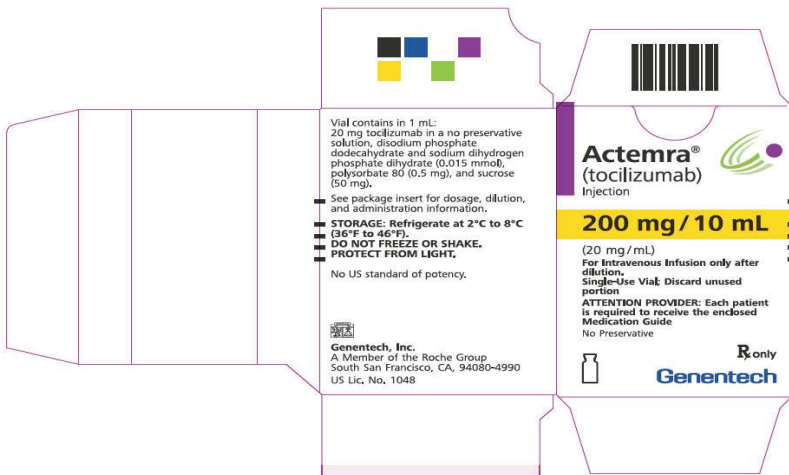 Vial contains in 1 mL:
20 mg tocilizumab in a no preservative
solution, disodium phosphate
dodecahydrate and sodium dihydrogen
phosphate dihydrate (0.015 mmol),
polysorbate 80 (0.5 mg), and sucrose
(50 mg).
See package insert for dosage, dilution,
and administration information.
STORAGE: Refrigerate at 2°C to 8°C
(36°F to 46°F).
DO NOT FREEZE OR SHAKE.
PROTECT FROM LIGHT.
No US standard of potency.
Genentech, Inc.
A Member of the Roche Group
South San Francisco, CA, 94080-4990
US Lic. No. 1048
Actemra®
(tocilizumab)
Injection
200 mg/10 mL
(20 mg/mL)
For Intravenous Infusion only after
dilution.
Single-Use Vial; Discard unused
portion
ATTENTION PROVIDER: Each patient
is required to receive the enclosed
Medication Guide
No Preservative
Rx only
Genentech